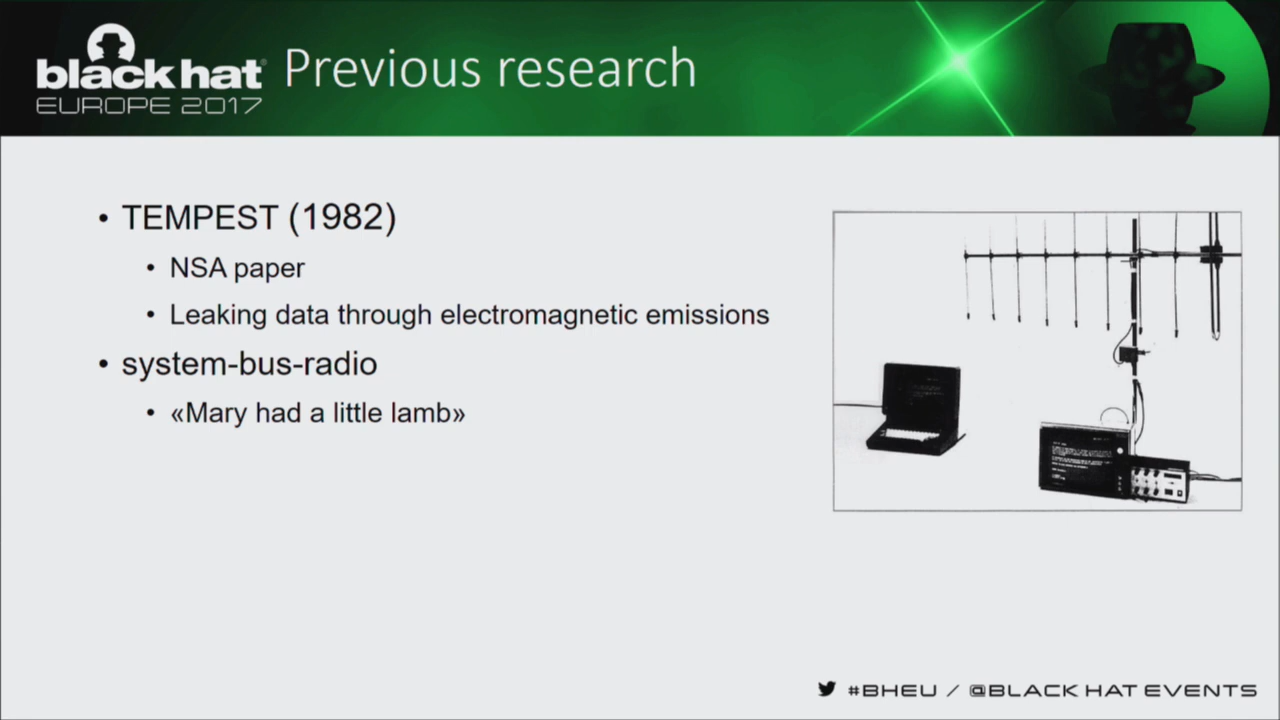 black hat
EUROPE 2017
Previous research
• TEMPEST (1982)
• NSA paper
• Leaking data through electromagnetic emissions
• system-bus-radio
• «Mary had a little lamb»
#BHEU / @BLACK HAT EVENTS